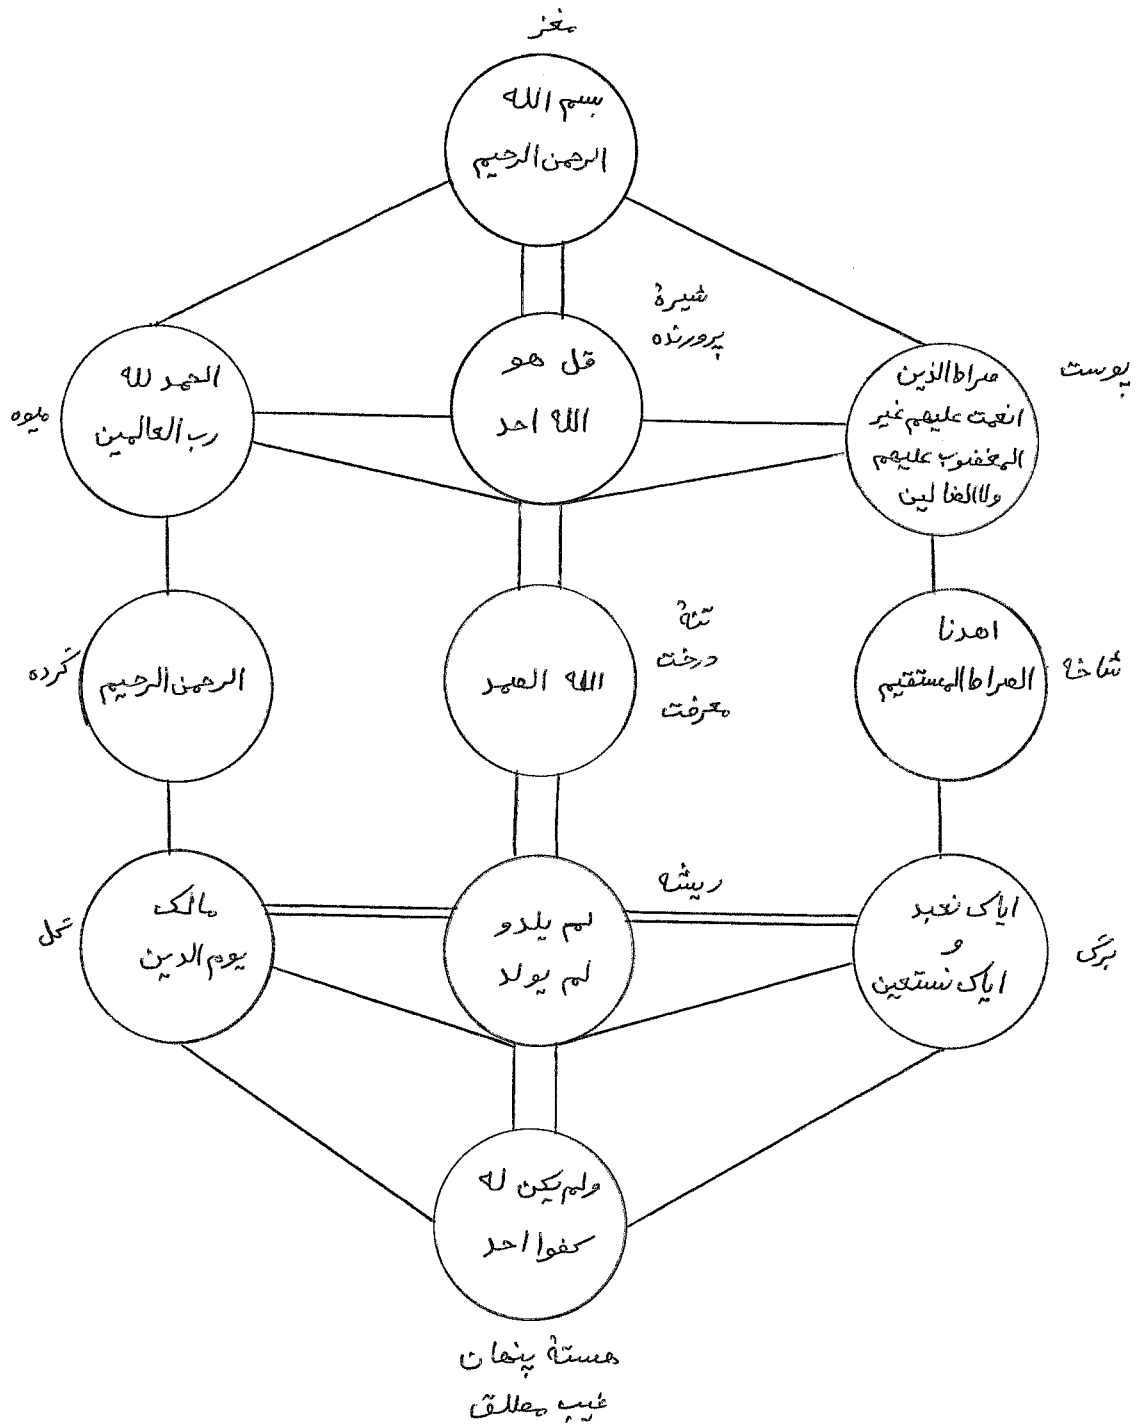 مغز
بسم الله
الرحمن الرحیم
شیرهٔ
پرورنده
قل هو
الله احد
الحمد لله
رب العالمین
میوه
صراط الذین
انعمت علیهم غیر
المغضوب علیهم
ولا الضالین
پوست
الرحمن الرحیم
گرده
الله الصمد
تنهٔ
درخت
معرفت
اهدنا
الصراط المستقیم
شاخه
مالک
یوم الدین
گل
لم یلد و
لم یولد
ریشه
ایاک نعبد
و
ایاک نستعین
برگ
ولم یکن له
کفوا احد
هستهٔ پنهان
غیب مطلق